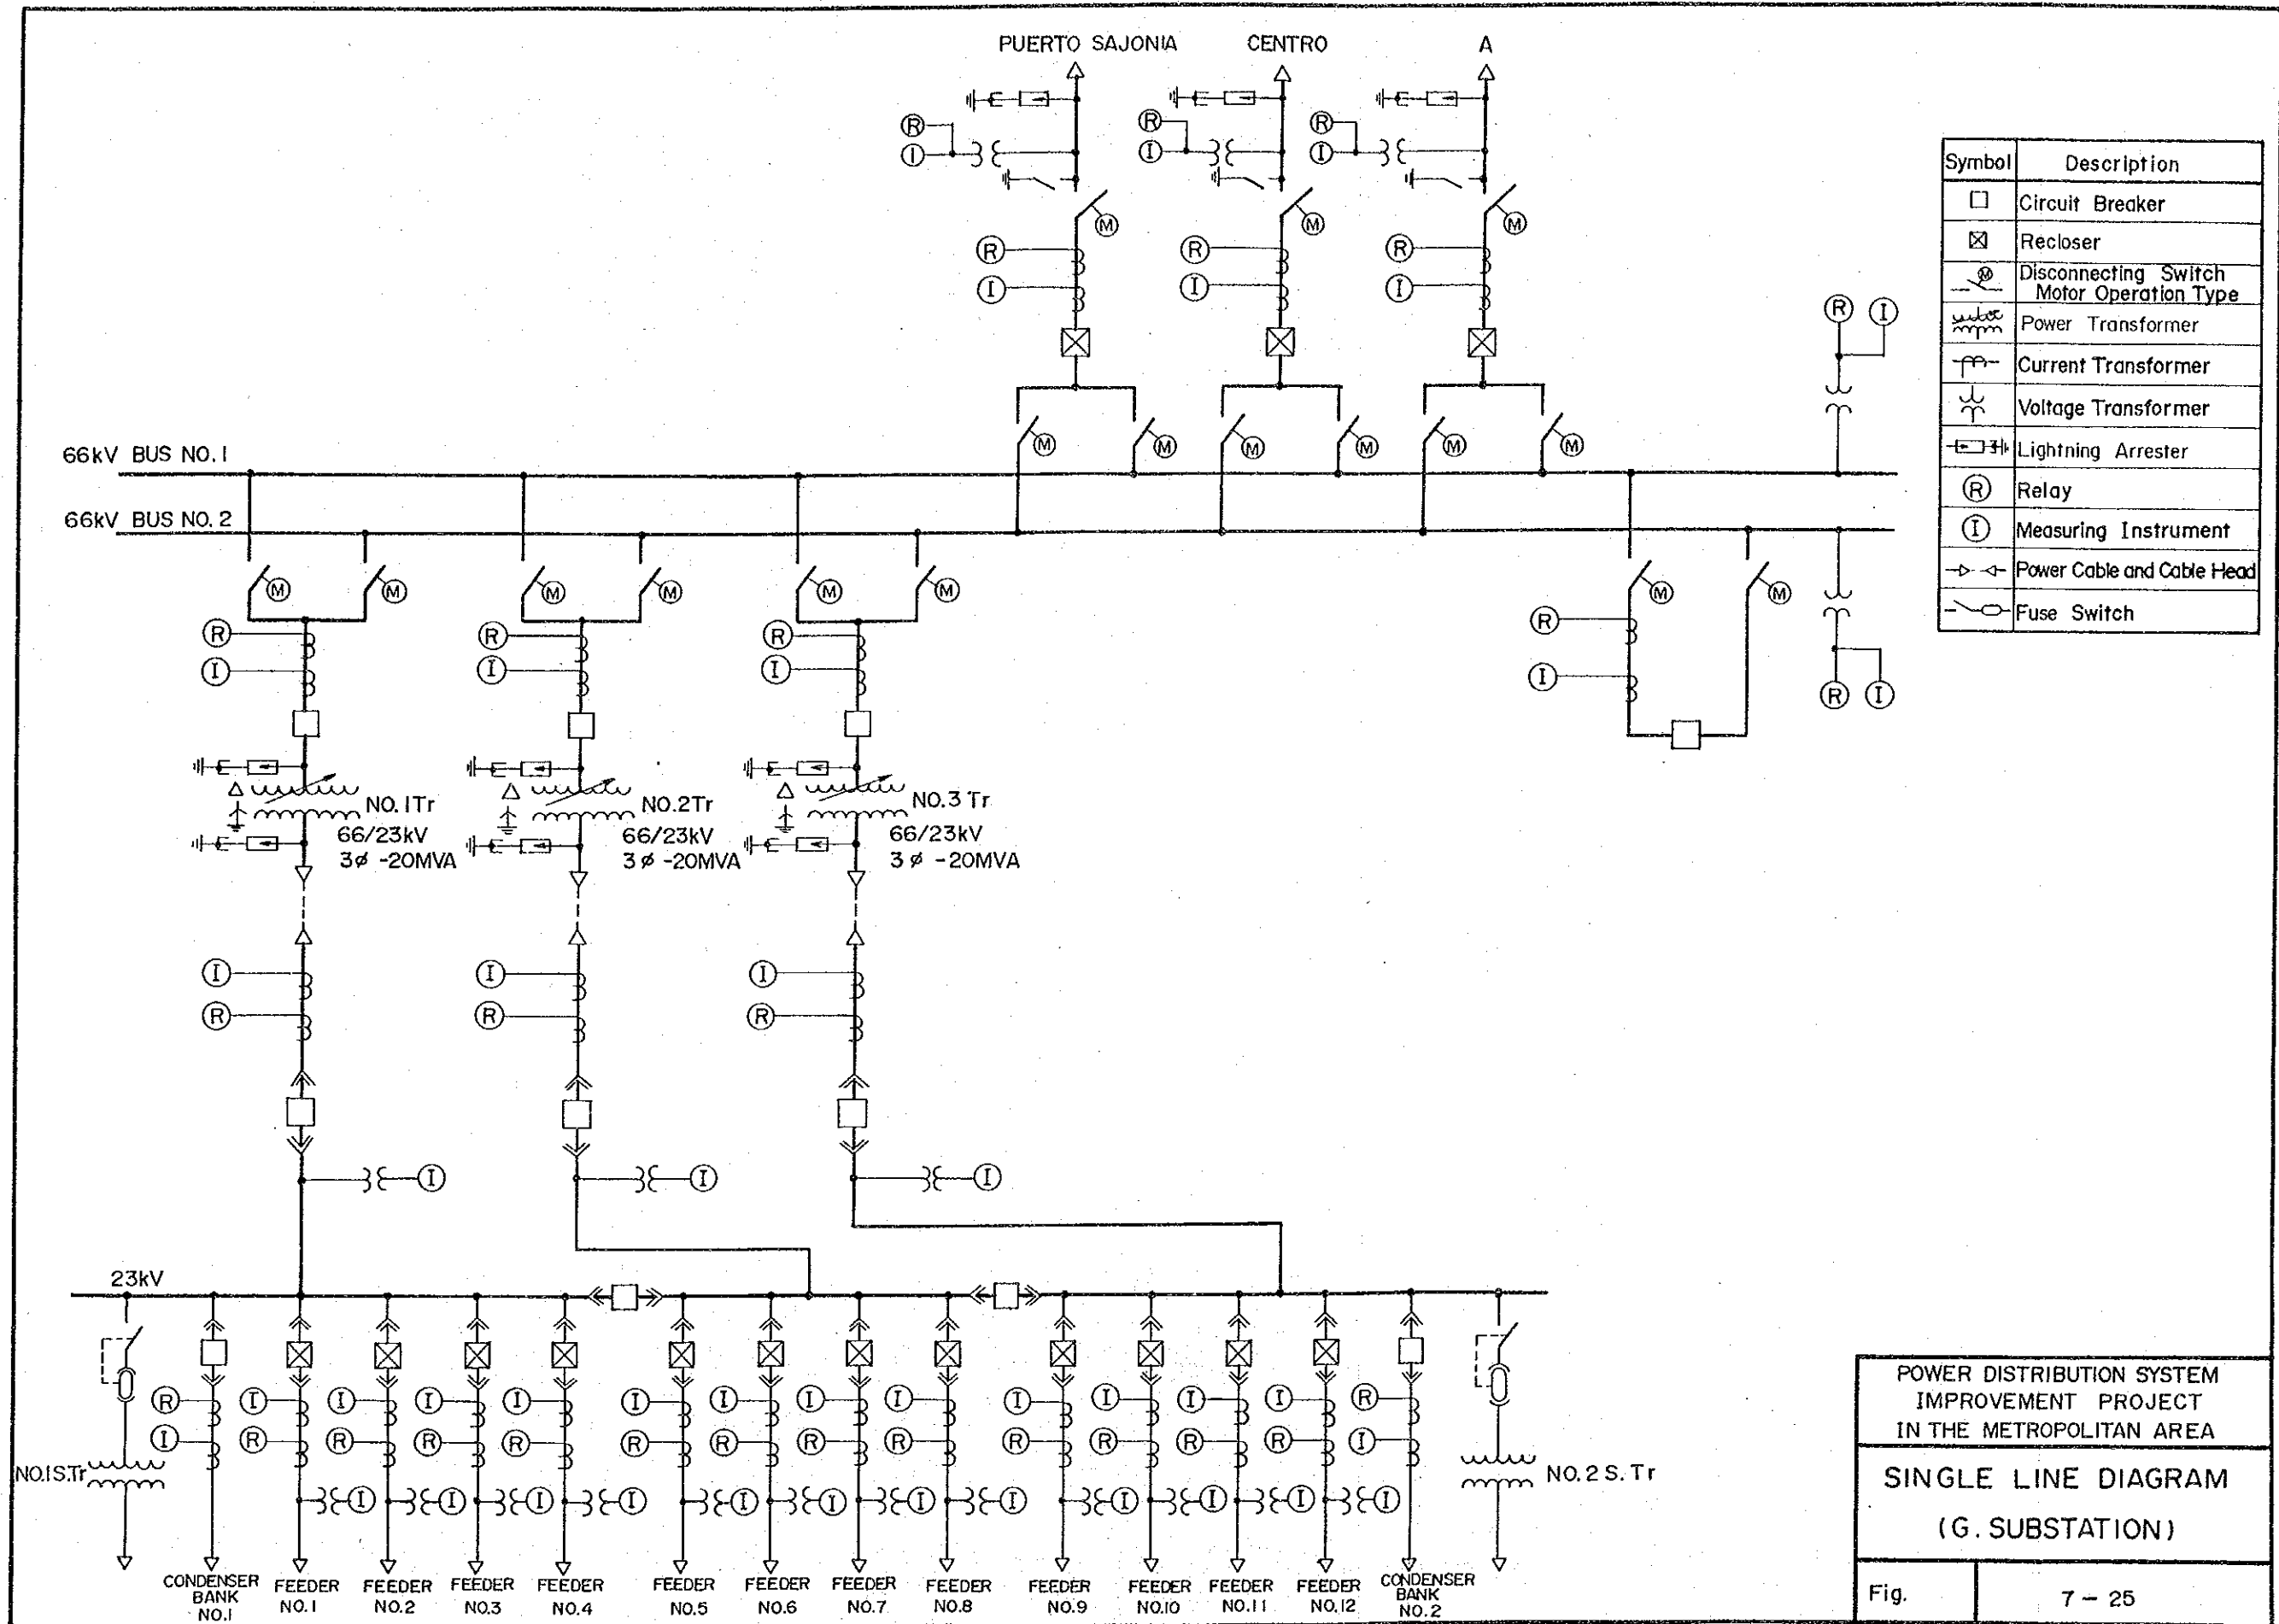 PUERTO SAJONIA
CENTRO
A
R
I
R
I
R
I
M
M
M
R
I
R
I
R
I
M
M
M
M
M
M
R
I
66kV BUS NO.1
66kV BUS NO.2
M
M
M
M
M
M
M
M
R
I
R
I
R
I
R
I
R
I
NO.1Tr
66/23kV
3ø -20MVA
NO.2Tr
66/23kV
3ø -20MVA
NO.3 Tr
66/23kV
3ø -20MVA
I
R
I
R
I
R
I
I
I
23kV
R
I
I
R
I
R
I
R
I
R
I
R
I
R
I
R
I
R
I
R
I
R
I
R
I
R
R
I
I
I
I
I
I
I
I
I
I
I
I
I
NO.1S.Tr
NO.2 S.Tr
CONDENSER
BANK
NO.1
FEEDER
NO.1
FEEDER
NO.2
FEEDER
NO.3
FEEDER
NO.4
FEEDER
NO.5
FEEDER
NO.6
FEEDER
NO.7
FEEDER
NO.8
FEEDER
NO.9
FEEDER
NO.10
FEEDER
NO.11
FEEDER
NO.12
CONDENSER
BANK
NO.2
Symbol Description
Circuit Breaker
Recloser
M Disconnecting Switch
Motor Operation Type
Power Transformer
Current Transformer
Voltage Transformer
Lightning Arrester
R Relay
I Measuring Instrument
Power Cable and Cable Head
Fuse Switch
POWER DISTRIBUTION SYSTEM
IMPROVEMENT PROJECT
IN THE METROPOLITAN AREA
SINGLE LINE DIAGRAM
(G. SUBSTATION)
Fig. 7-25